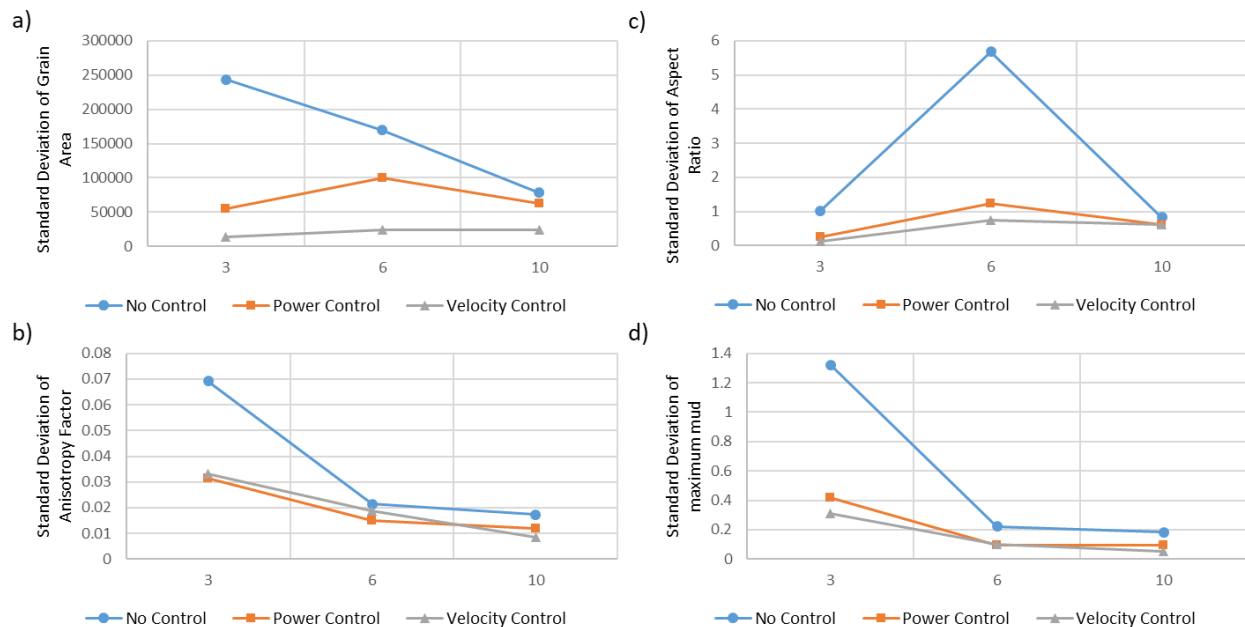 a)
Standard Deviation of Grain
Area
300000
250000
200000
150000
100000
50000
0
3
6
10
No Control
Power Control
Velocity Control
c)
Standard Deviation of Aspect
Ratio
6
5
4
3
2
1
0
3
6
10
No Control
Power Control
Velocity Control
b)
Standard Deviation of
Anisotropy Factor
0.08
0.07
0.06
0.05
0.04
0.03
0.02
0.01
0
3
6
10
No Control
Power Control
Velocity Control
d)
Standard Deviation of
maximum mud
1.4
1.2
1
0.8
0.6
0.4
0.2
0
3
6
10
No Control
Power Control
Velocity Control